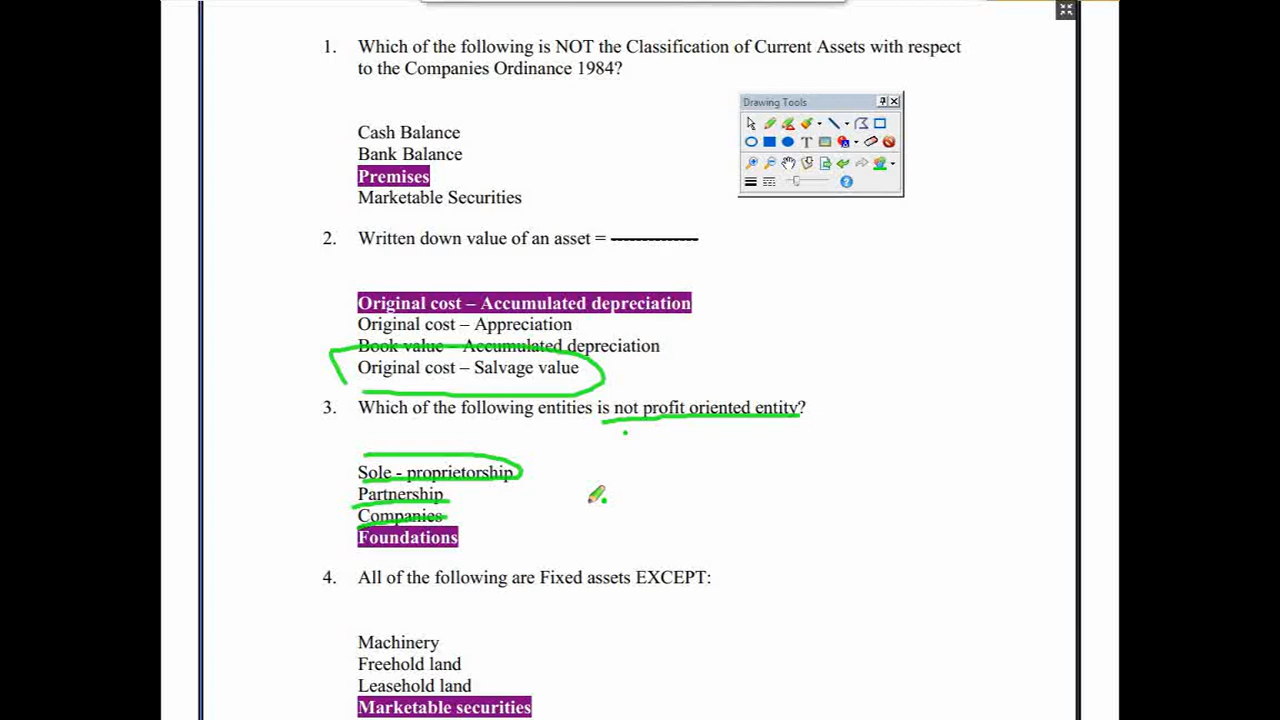 1. Which of the following is NOT the Classification of Current Assets with respect
to the Companies Ordinance 1984?
Drawing Tools
Cash Balance
Bank Balance
Premises
Marketable Securities
2. Written down value of an asset = --------------
Original cost – Accumulated depreciation
Original cost – Appreciation
Book value – Accumulated depreciation
Original cost – Salvage value
3. Which of the following entities is not profit oriented entity?
Sole - proprietorship
Partnership
Companies
Foundations
4. All of the following are Fixed assets EXCEPT:
Machinery
Freehold land
Leasehold land
Marketable securities